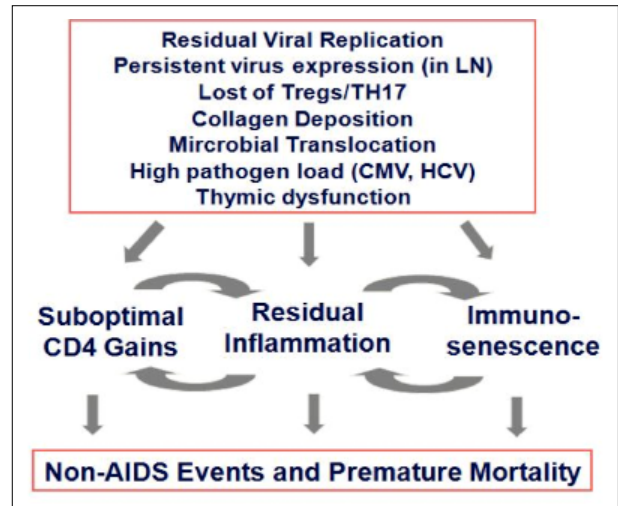 Residual Viral Replication
Persistent virus expression (in LN)
Lost of Tregs/TH17
Collagen Deposition
Mircrobial Translocation
High pathogen load (CMV, HCV)
Thymic dysfunction
Suboptimal
CD4 Gains
Residual
Inflammation
Immuno-
senescence
Non-AIDS Events and Premature Mortality